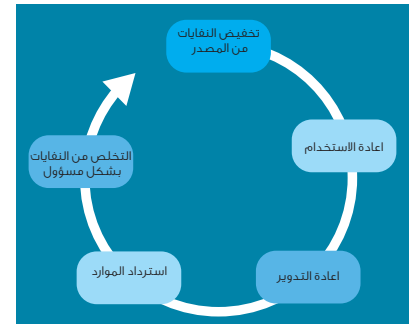 تخفيض النفايات
من المصدر
اعادة الاستخدام
اعادة التدوير
استرداد الموارد
التخلص من النفايات
بشكل مسؤول